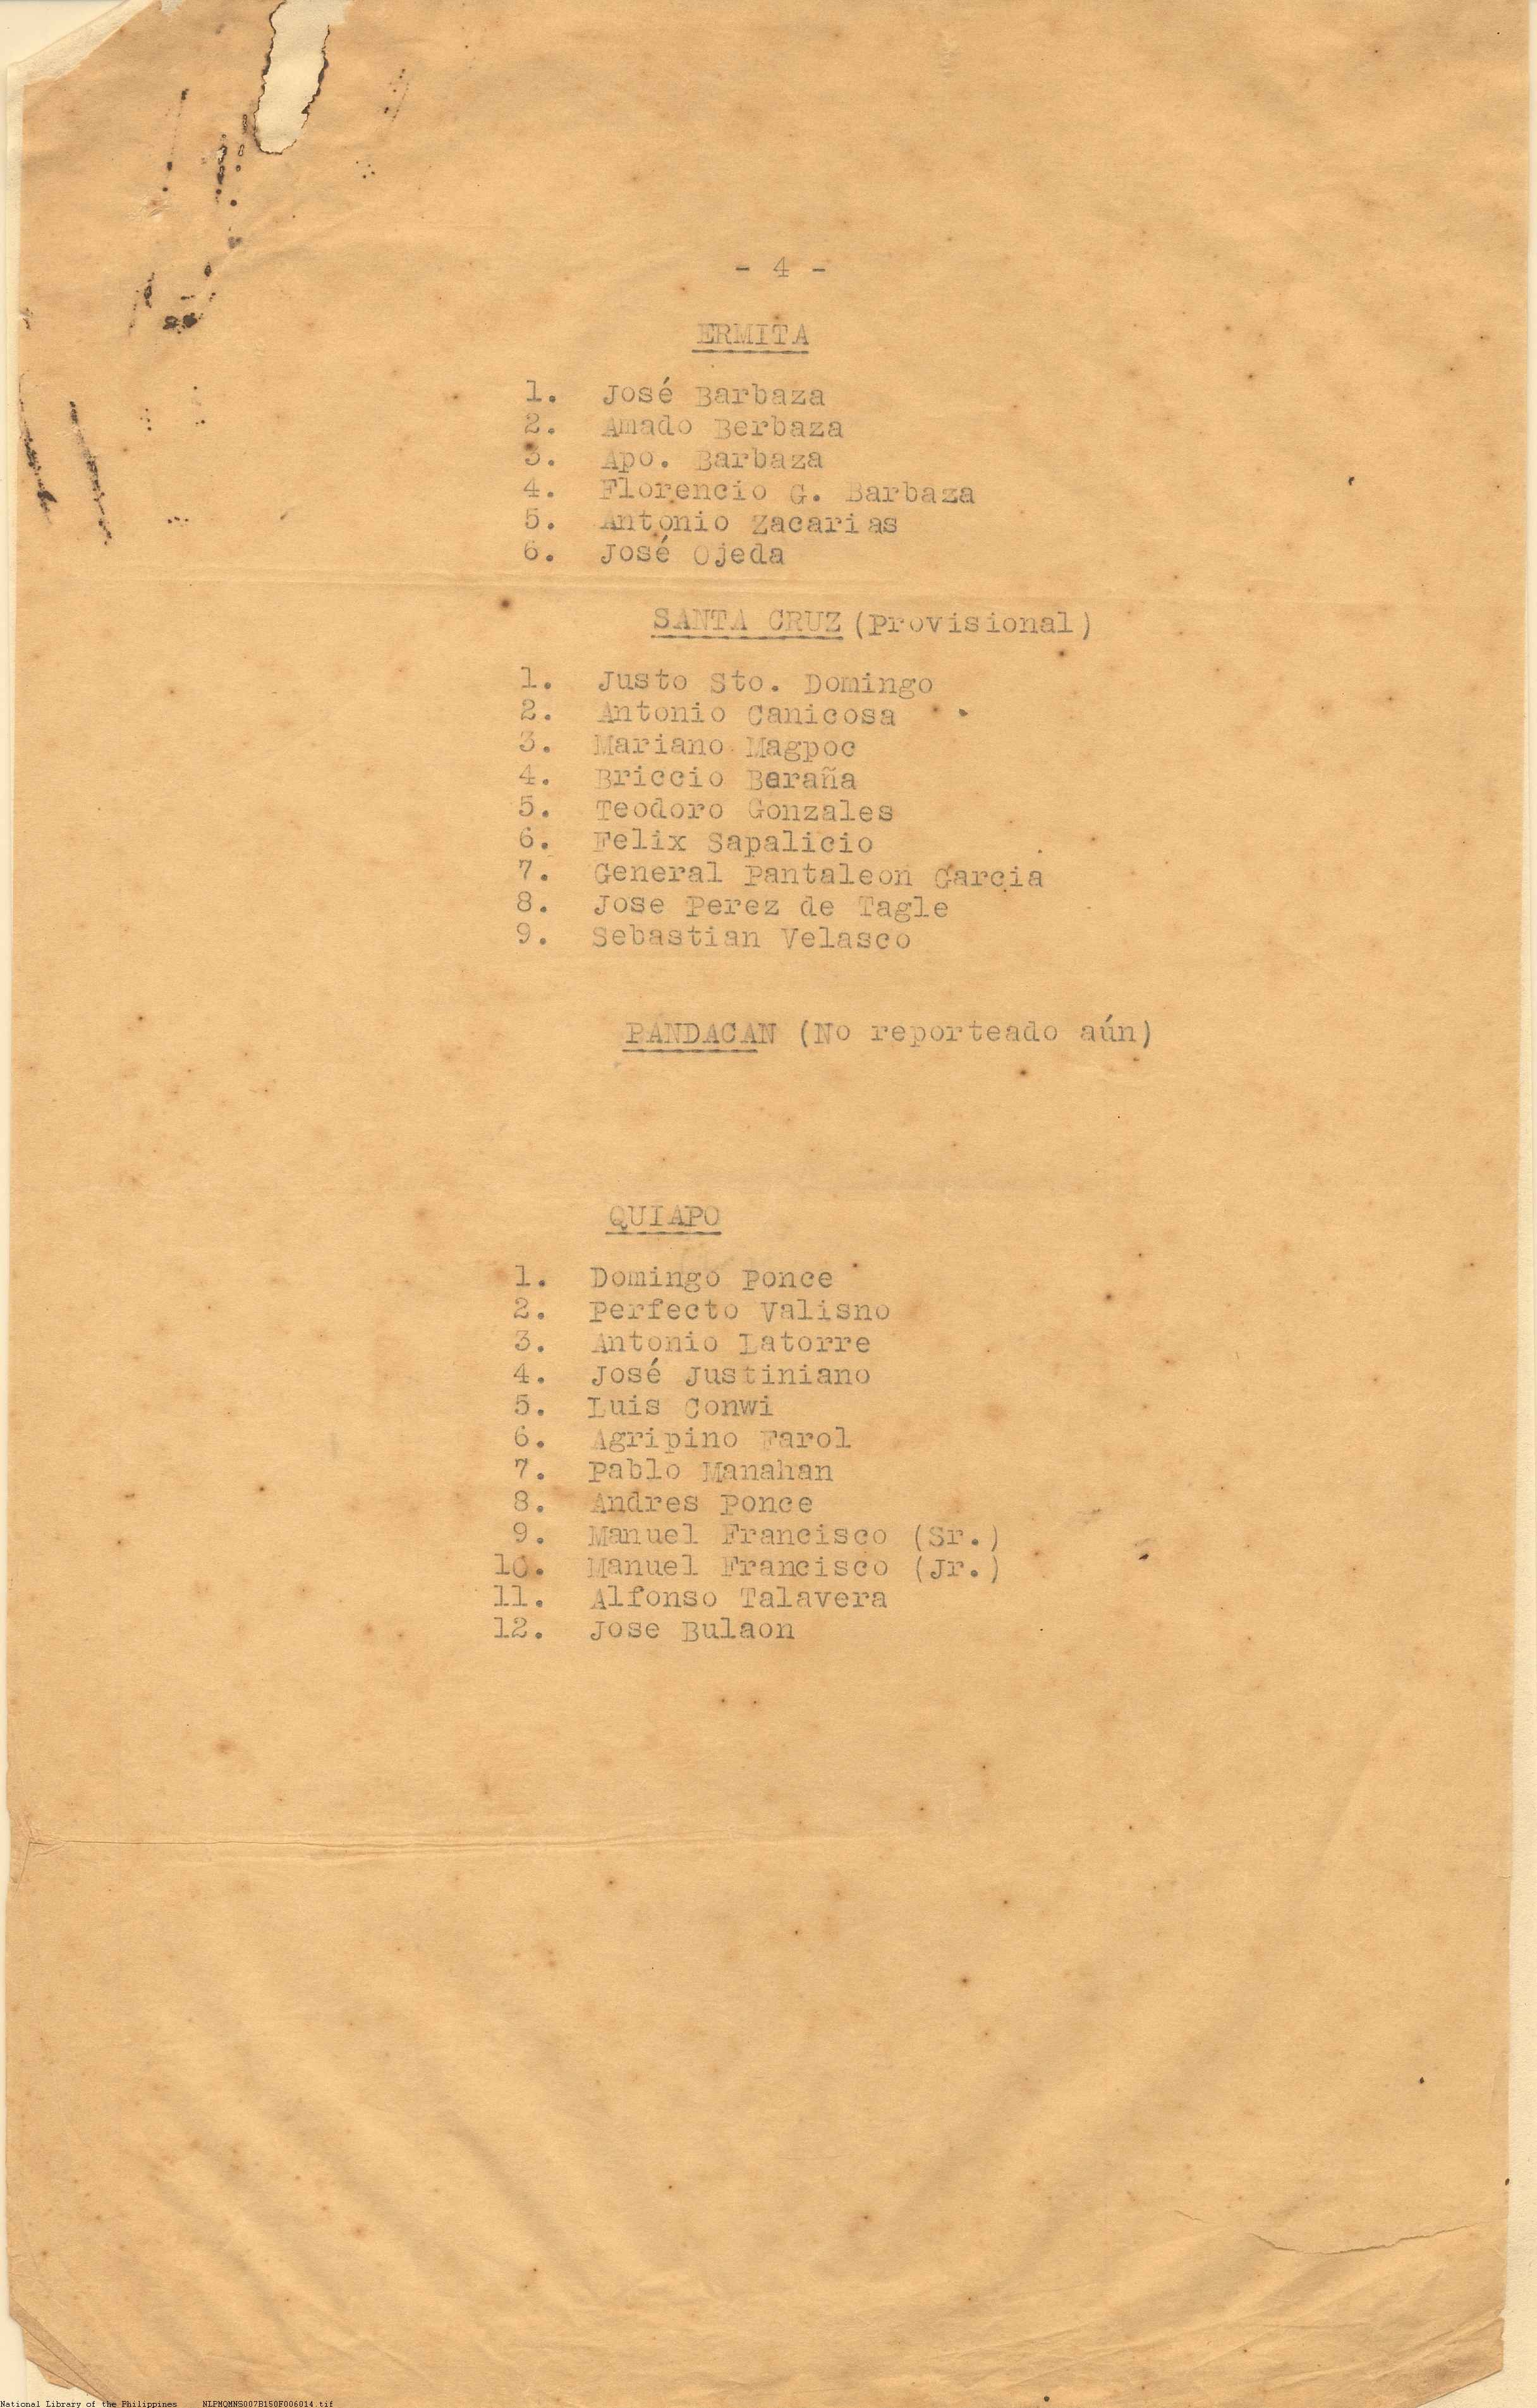 - 4 -
ERMITA
1. José Barbaza
2. Amado Berbaza
3. Apo. Barbaza
4. Florencio G. Barbaza
5. Antonio Zacarias
6. José Ojeda
SANTA CRUZ (Provisional)
1. Justo Sto. Domingo
2. Antonio Canicosa
3. Mariano Magpoc
4. Briccio Beraña
5. Teodoro Gonzales
6. Felix Sapalicio
7. General Pantaleon Garcia
8. Jose Perez de Tagle
9. Sebastian Velasco
PANDACAN (No reporteado aún)
QUIAPO
1. Domingo Ponce
2. Perfecto Valisno
3. Antonio Latorre
4. José Justiniano
5. Luis Conwi
6. Agripino Farol
7. Pablo Manahan
8. Andres Ponce
9. Manuel Francisco (Sr.)
10. Manuel Francisco (Jr.)
11. Alfonso Talavera
12. Jose Bulaon
National Library of the Philippines NLPMQMNS007B150F006014.tif